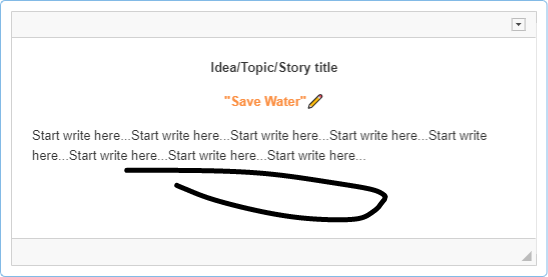 Idea/Topic/Story title
"Save Water"✏️
Start write here...Start write here...Start write here...Start write here...Start write
here...Start write here...Start write here...Start write here...